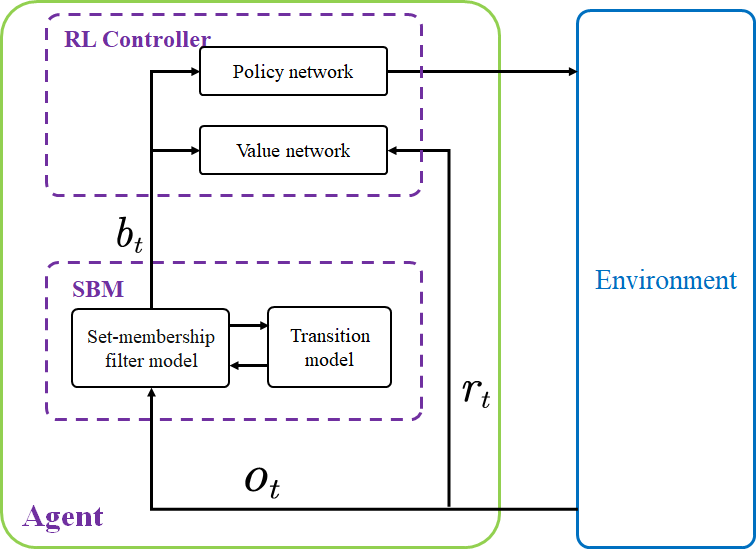 RL Controller
Policy network
Value network
b_t
SBM
Set-membership
filter model
Transition
model
Environment
r_t
o_t
Agent